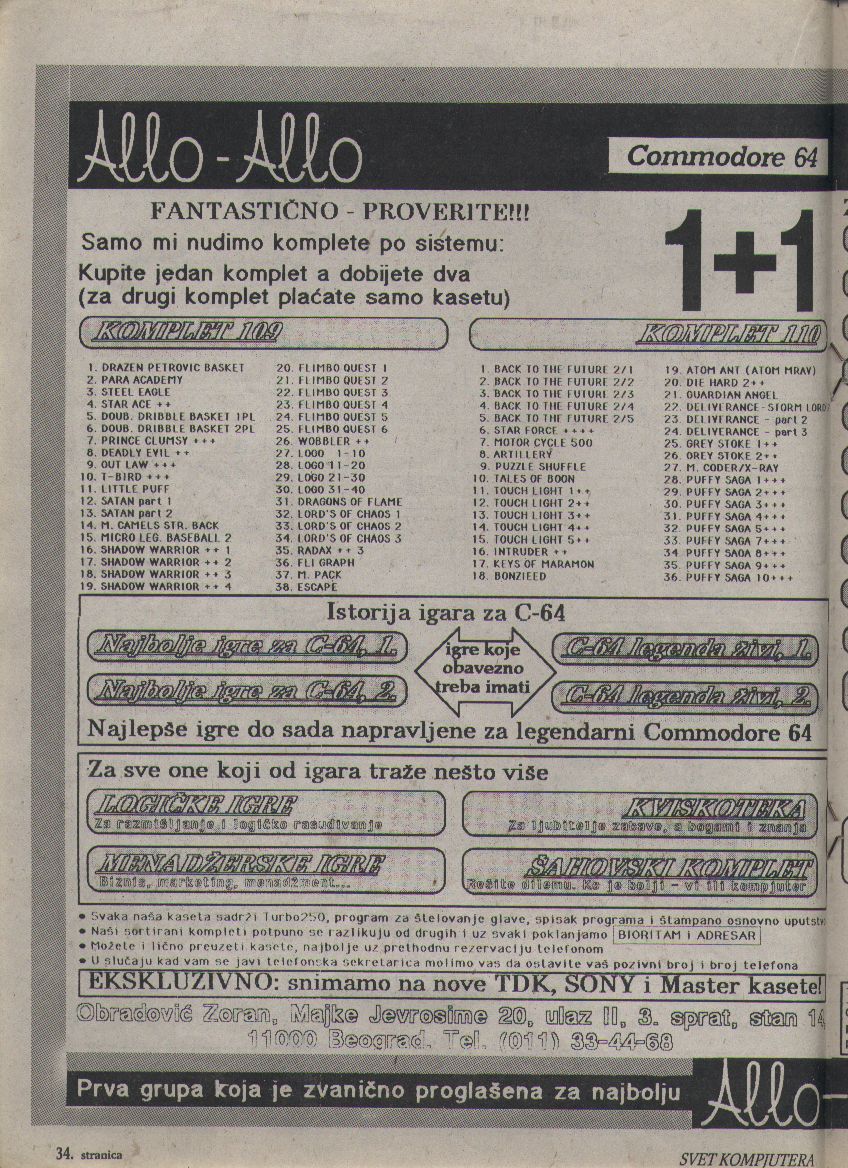 Allo - Allo
Commodore 64
FANTASTIČNO - PROVERITE!!!
Samo mi nudimo komplete po sistemu:
Kupite jedan komplet a dobijete dva
(za drugi komplet plaćate samo kasetu)
1+1
KOMPLET 109
1. DRAZEN PETROVIC BASKET
2. PARA ACADEMY
3. STEEL EAGLE
4. STAR ACE ++
5. DOUB. DRIBBLE BASKET 1PL
6. DOUB. DRIBBLE BASKET 2PL
7. PRINCE CLUMSY +++
8. DEADLY EVIL ++
9. OUT LAW +++
10. T-BIRD +++
11. LITTLE PUFF
12. SATAN part 1
13. SATAN part 2
14. M. CAMELS STR. BACK
15. MICRO LEG. BASEBALL 2
16. SHADOW WARRIOR ++ 1
17. SHADOW WARRIOR ++ 2
18. SHADOW WARRIOR ++ 3
19. SHADOW WARRIOR ++ 4
20. FLIMBO QUEST 1
21. FLIMBO QUEST 2
22. FLIMBO QUEST 3
23. FLIMBO QUEST 4
24. FLIMBO QUEST 5
25. FLIMBO QUEST 6
26. WOBBLER ++
27. LOGO 1-10
28. LOGO 11-20
29. LOGO 21-30
30. LOGO 31-40
31. DRAGONS OF FLAME
32. LORD'S OF CHAOS 1
33. LORD'S OF CHAOS 2
34. LORD'S OF CHAOS 3
35. RADAX ++ 3
36. FLI GRAPH
37. M. PACK
38. ESCAPE
KOMPLET 110
1. BACK TO THE FUTURE 2/1
2. BACK TO THE FUTURE 2/2
3. BACK TO THE FUTURE 2/3
4. BACK TO THE FUTURE 2/4
5. BACK TO THE FUTURE 2/5
6. STAR FORCE ++++
7. MOTOR CYCLE 500
8. ARTILLERY
9. PUZZLE SHUFFLE
10. TALES OF BOON
11. TOUCH LIGHT 1++
12. TOUCH LIGHT 2++
13. TOUCH LIGHT 3++
14. TOUCH LIGHT 4++
15. TOUCH LIGHT 5++
16. INTRUDER ++
17. KEYS OF MARAMON
18. BONZIEED
19. ATOM ANT (ATOM MRAV)
20. DIE HARD 2++
21. GUARDIAN ANGEL
22. DELIVERANCE-STORM LORD
23. DELIVERANCE - part 2
24. DELIVERANCE - part 3
25. GREY STOKE 1++
26. GREY STOKE 2++
27. M. CODER/X-RAY
28. PUFFY SAGA 1+++
29. PUFFY SAGA 2+++
30. PUFFY SAGA 3+++
31. PUFFY SAGA 4+++
32. PUFFY SAGA 5+++
33. PUFFY SAGA 7+++
34. PUFFY SAGA 8+++
35. PUFFY SAGA 9+++
36. PUFFY SAGA 10+++
Istorija igara za C-64
Najbolje igre za C-64, 1.
Najbolje igre za C-64, 2.
igre koje
obavezno
treba imati
C-64 legenda živi, 1.
C-64 legenda živi, 2.
Najlepše igre do sada napravljene za legendarni Commodore 64
Za sve one koji od igara traže nešto više
LOGIČKE IGRE
Za razmišljanje i logičko rasuđivanje
KVISKOTEKA
Za ljubitelje zabave, a bogami i znanja
MENADŽERSKE IGRE
Biznis, marketing, menadžment...
ŠAHOVSKI KOMPLET
Rešite dilemu. Ko je bolji - vi ili kompjuter
• Svaka naša kaseta sadrži Turbo250, program za štelovanje glave, spisak programa i štampano osnovno uputstv
• Naši sortirani kompleti potpuno se razlikuju od drugih i uz svaki poklanjamo BIORITAM i ADRESAR
• Možete i lično preuzeti kasete, najbolje uz prethodnu rezervaciju telefonom
• U slučaju kad vam se javi telefonska sekretarica molimo vas da ostavite vaš pozivni broj i broj telefona
EKSKLUZIVNO: snimamo na nove TDK, SONY i Master kasete!
Obradović Zoran, Majke Jevrosime 20, ulaz II, 3. sprat, stan 14
11000 Beograd. Tel. (011) 33-44-68
Prva grupa koja je zvanično proglašena za najbolju
Allo-
34. stranica
SVET KOMPJUTERA